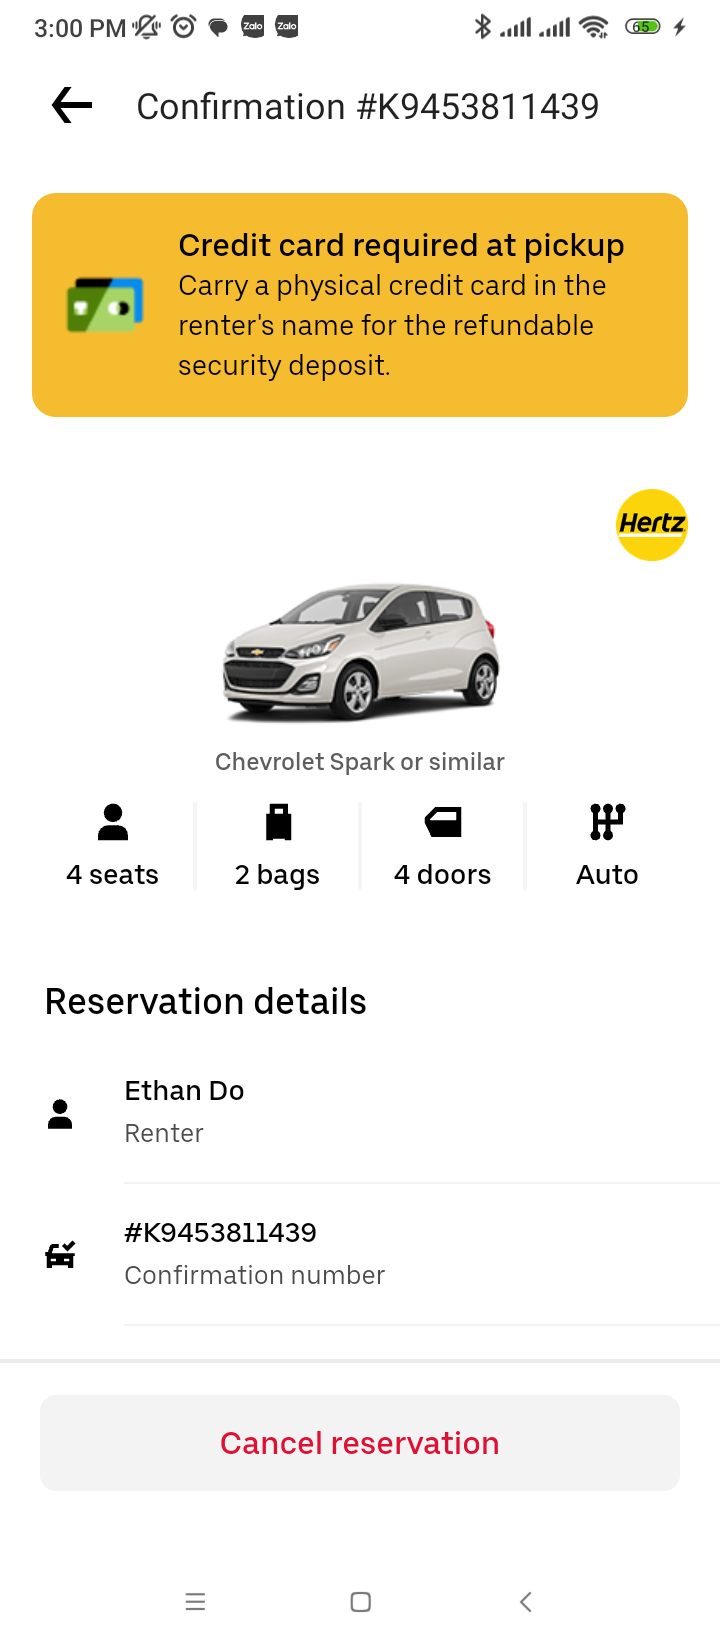 3:00 PM Zalo Zalo 65
Confirmation #K9453811439
Credit card required at pickup
Carry a physical credit card in the
renter's name for the refundable
security deposit.
Hertz
Chevrolet Spark or similar
4 seats 2 bags 4 doors Auto
Reservation details
Ethan Do
Renter
#K9453811439
Confirmation number
Cancel reservation